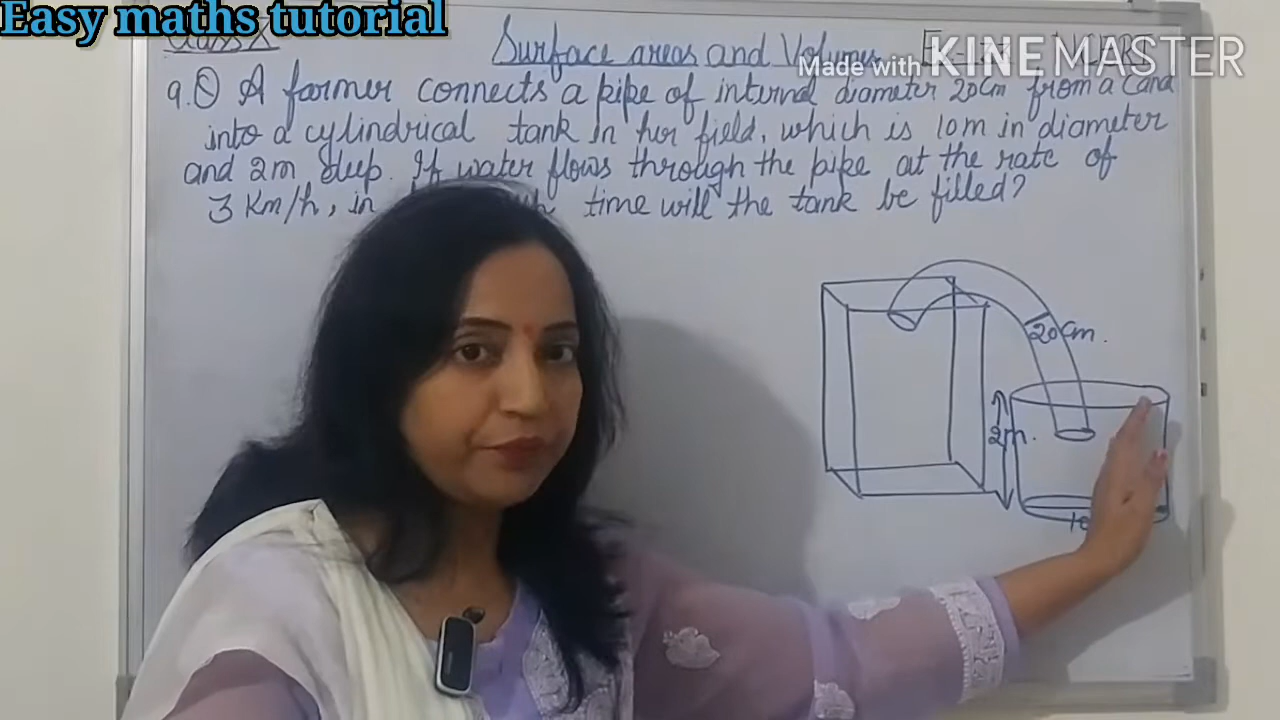 Easy maths tutorial
Class X
Surface areas and Volumes
Made with KINEMASTER
9. Q A farmer connects a pipe of internal diameter 20cm from a Canal
into a cylindrical tank in her field, which is 10m in diameter
and 2m deep. If water flows through the pipe at the rate of
3 Km/h, in time will the tank be filled?
20cm.
2m.